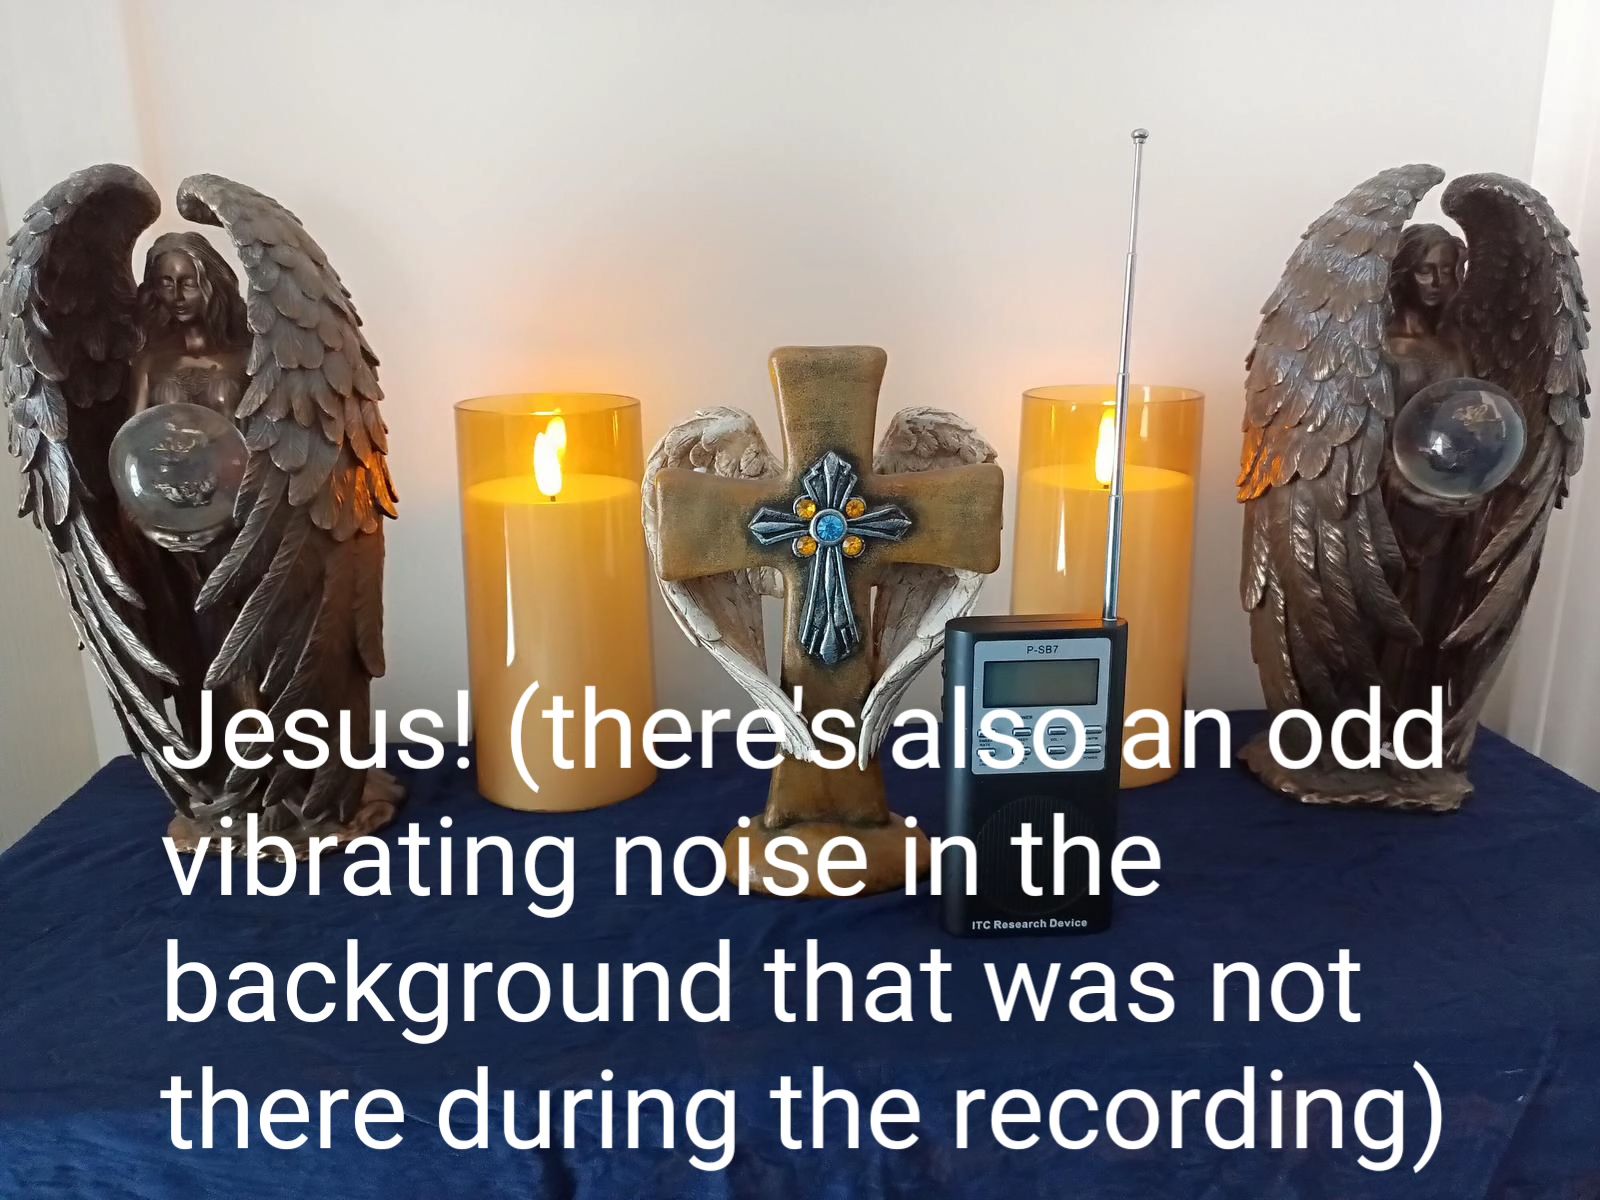 P-SB7
Jesus! (there's also an odd
vibrating noise in the
background that was not
there during the recording)
ITC Research Device